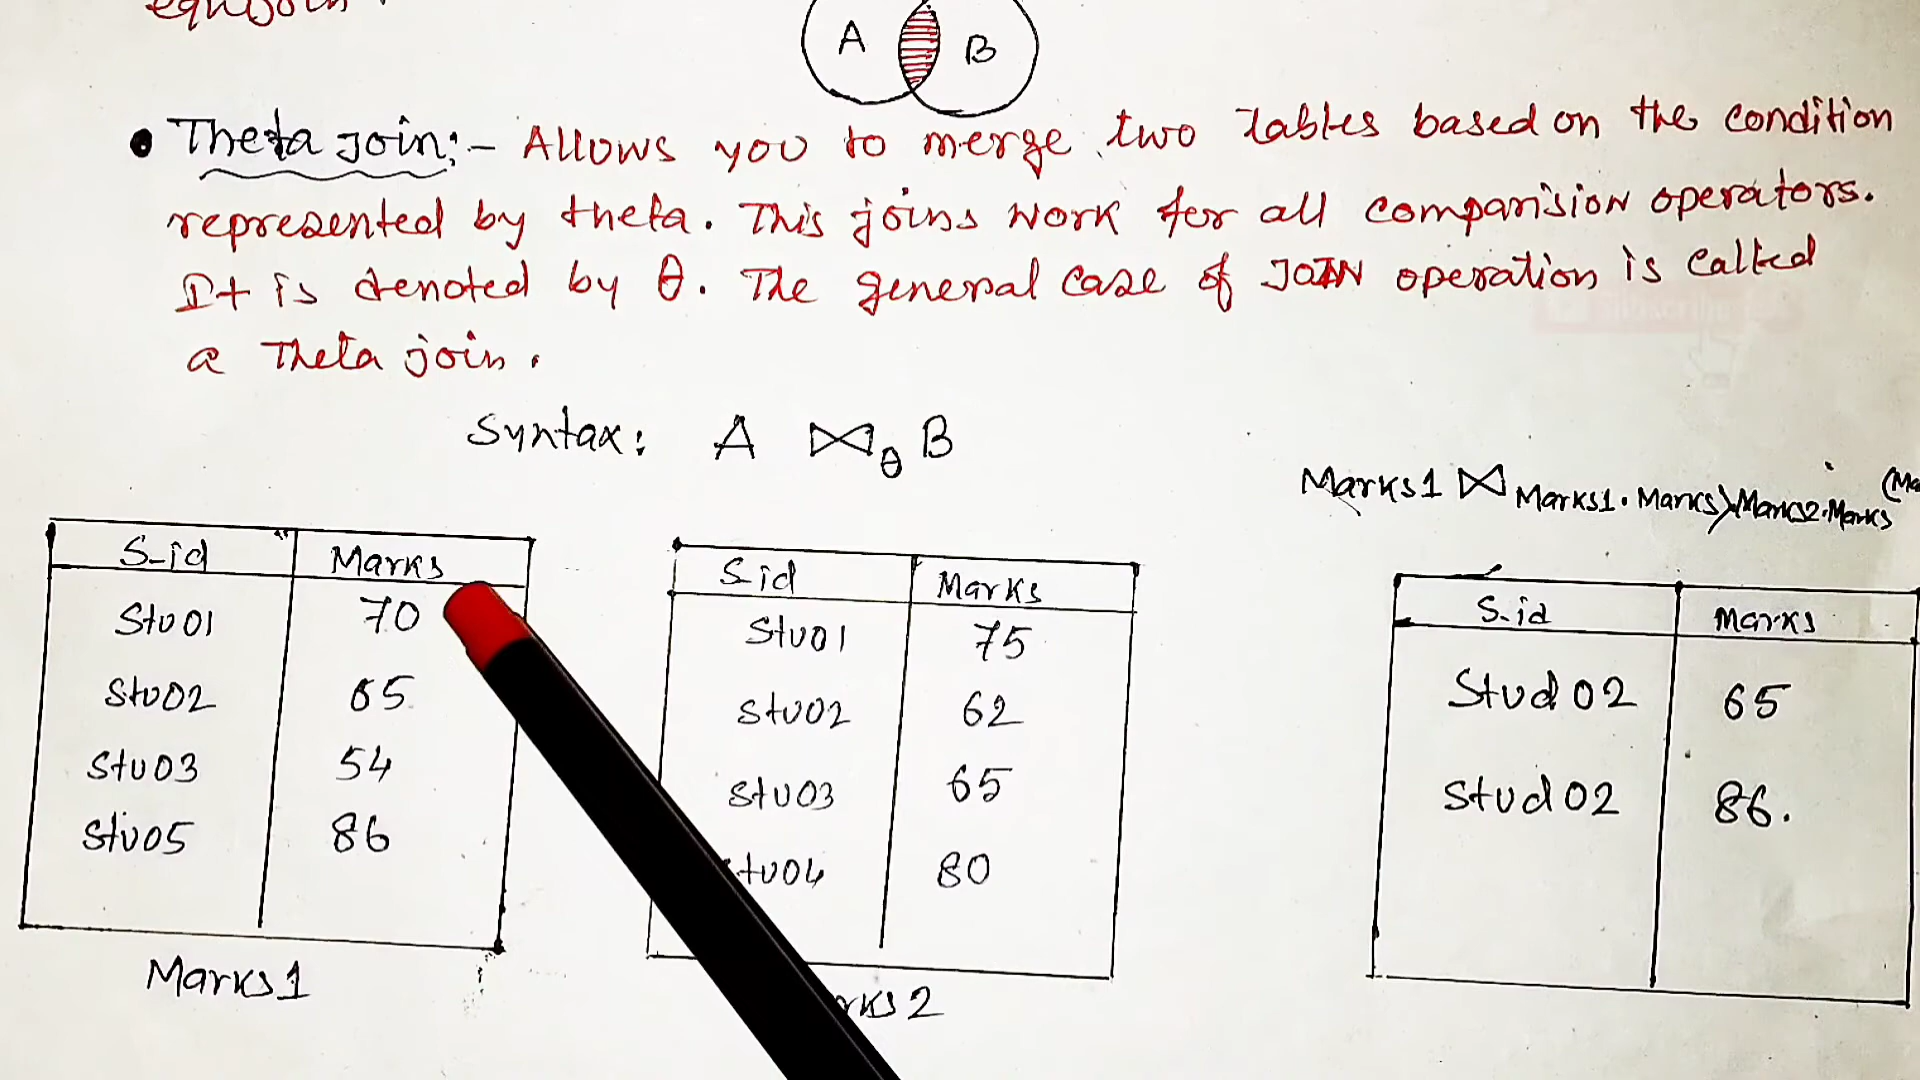 A B
• Theta join:- Allows you to merge two tables based on the condition
represented by theta. This joins work for all comparision operators.
It is denoted by θ. The general case of JOIN operation is called
a Theta join.
Syntax: A ⋈θ B
Marks1 ⋈ Marks1.Marks>Marks2.Marks
S-id Marks
Stu01 70
Stu02 65
Stu03 54
Stu05 86
Marks1
S-id Marks
Stu01 75
Stu02 62
Stu03 65
80
S-id Marks
Stud02 65
Stud02 86.